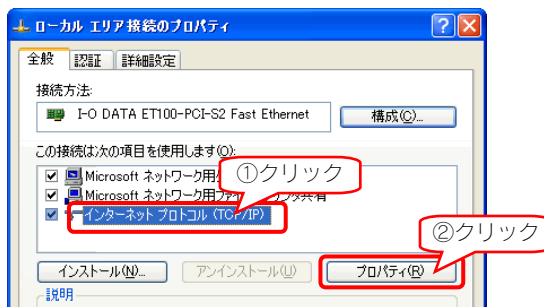 ローカル エリア接続のプロパティ
全般 認証 詳細設定
接続方法:
I-O DATA ET100-PCI-S2 Fast Ethernet 構成(C)...
この接続は次の項目を使用します(O):
Microsoft ネットワーク用
①クリック
Microsoft ネットワーク用ファイル 共有
インターネット プロトコル (TCP/IP)
②クリック
インストール(N)... アンインストール(U) プロパティ(R)
説明